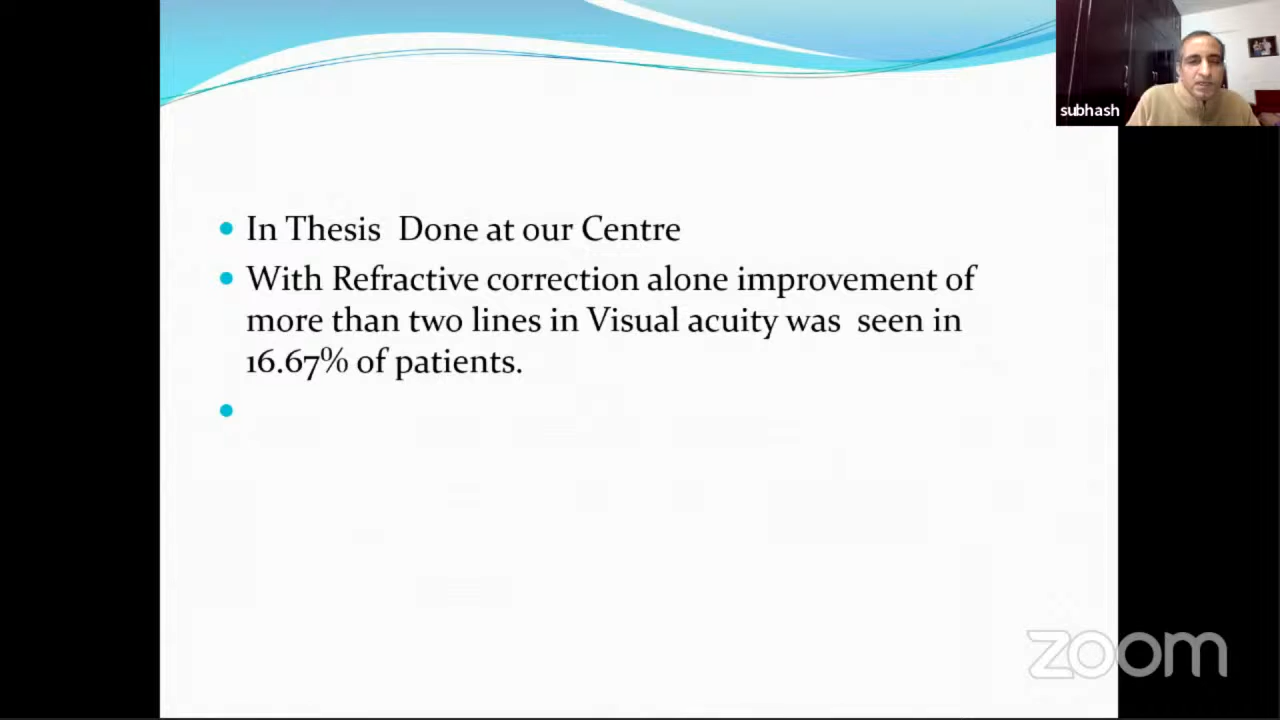 subhash
In Thesis Done at our Centre
With Refractive correction alone improvement of
more than two lines in Visual acuity was seen in
16.67% of patients.
zoom